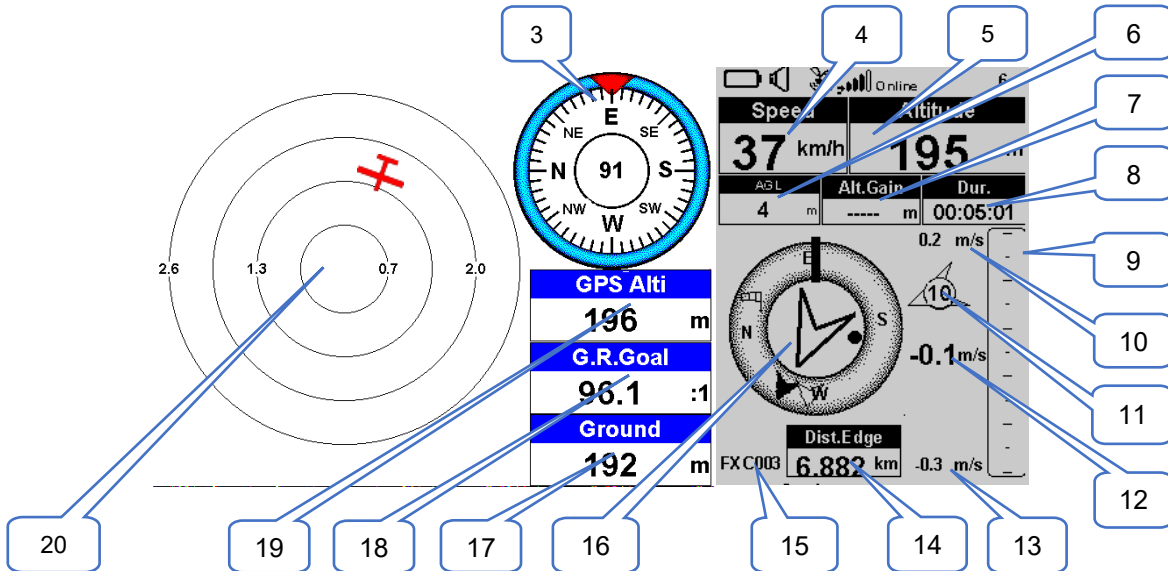 3
4
5
6
7
8
9
10
11
12
13
14
15
16
17
18
19
20
2.6
1.3
0.7
2.0
E
NE
SE
N
91
S
NW
SW
W
GPS Alti
196 m
G.R.Goal
96.1 :1
Ground
192 m
Online
6
Speed
Altitude
37 km/h
195 m
AGL
Alt.Gain
Dur.
4 m
----- m
00:05:01
0.2 m/s
E
N
S
W
10
-0.1 m/s
Dist.Edge
FX C003
6.882 km
-0.3 m/s